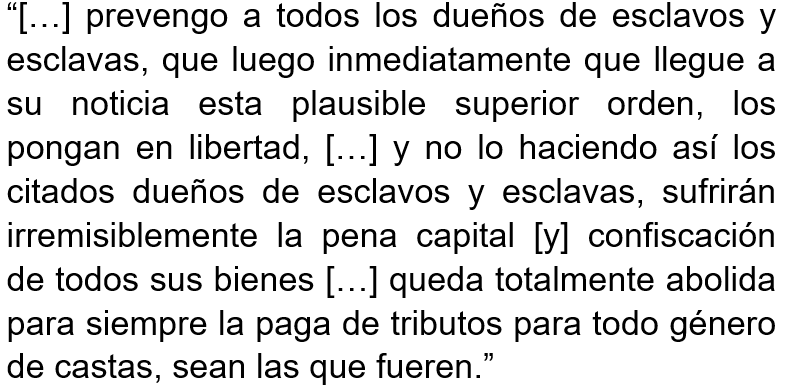 “[…] prevengo a todos los dueños de esclavos y
esclavas, que luego inmediatamente que llegue a
su noticia esta plausible superior orden, los
pongan en libertad, […] y no lo haciendo así los
citados dueños de esclavos y esclavas, sufrirán
irremisiblemente la pena capital [y] confiscación
de todos sus bienes […] queda totalmente abolida
para siempre la paga de tributos para todo género
de castas, sean las que fueren.”